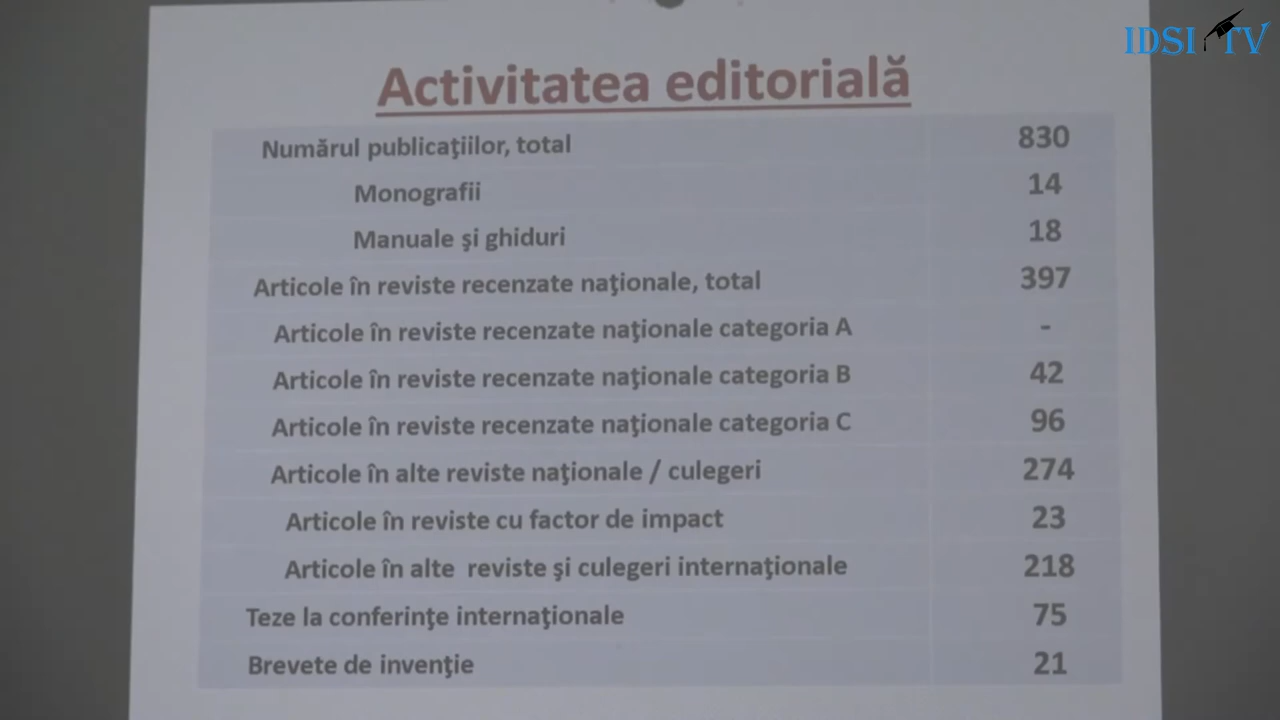 IDSI TV
Activitatea editorială
Numărul publicaţiilor, total 830
Monografii 14
Manuale şi ghiduri 18
Articole în reviste recenzate naţionale, total 397
Articole în reviste recenzate naţionale categoria A -
Articole în reviste recenzate naţionale categoria B 42
Articole în reviste recenzate naţionale categoria C 96
Articole în alte reviste naţionale / culegeri 274
Articole în reviste cu factor de impact 23
Articole în alte reviste şi culegeri internaţionale 218
Teze la conferinţe internaţionale 75
Brevete de invenţie 21